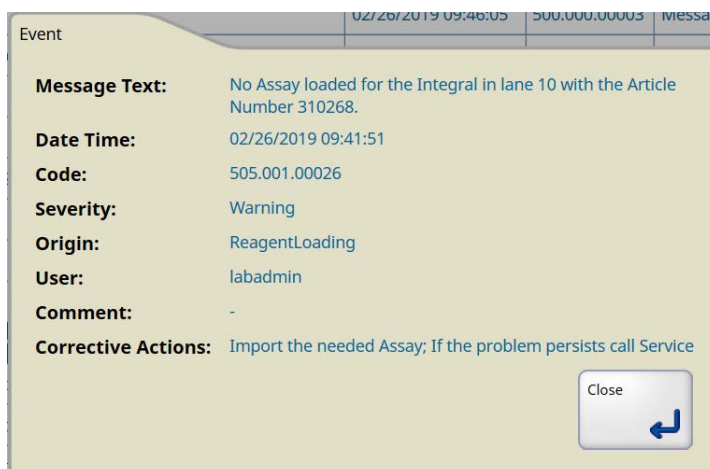 02/26/2019 09:46:05 500.000.00003 Messa
Event
Message Text: No Assay loaded for the Integral in lane 10 with the Article
Number 310268.
Date Time: 02/26/2019 09:41:51
Code: 505.001.00026
Severity: Warning
Origin: ReagentLoading
User: labadmin
Comment: -
Corrective Actions: Import the needed Assay; If the problem persists call Service
Close